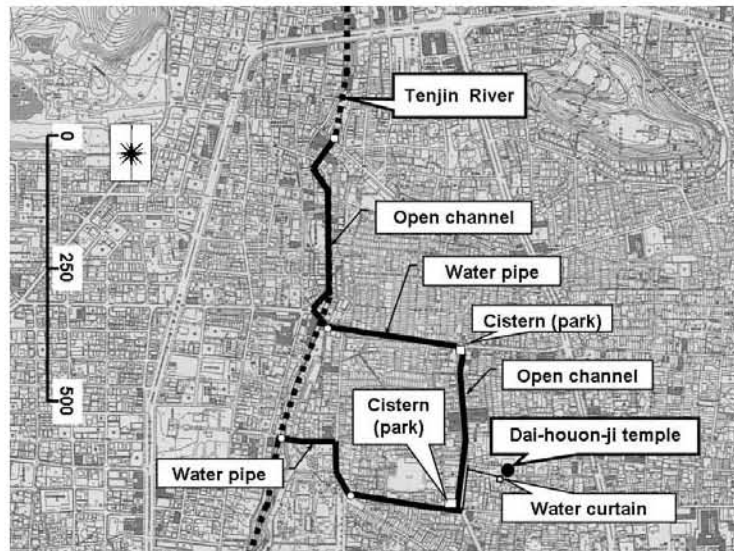 Tenjin River
0
Open channel
250
Water pipe
Cistern (park)
Open channel
500
Cistern
(park)
Dai-houon-ji temple
Water pipe
Water curtain